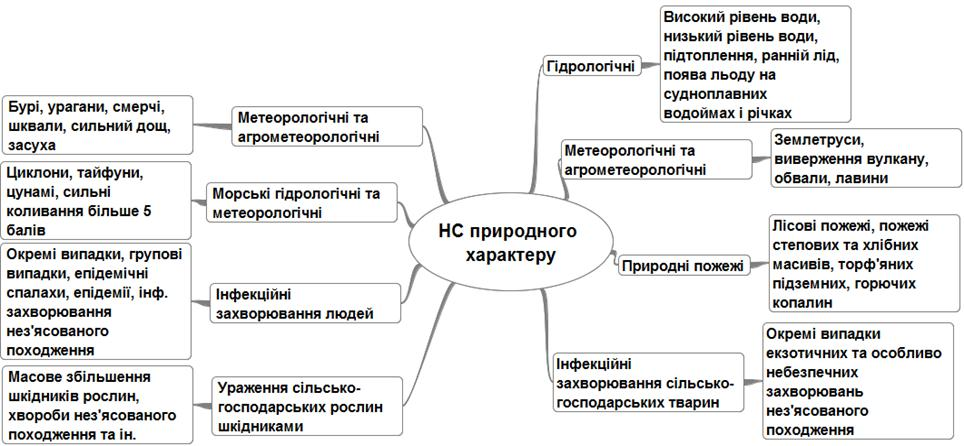 НС природного
характеру
Гідрологічні
Високий рівень води,
низький рівень води,
підтоплення, ранній лід,
поява льоду на
судноплавних
водоймах і річках
Метеорологічні та
агрометеорологічні
Землетруси,
виверження вулкану,
обвали, лавини
Природні пожежі
Лісові пожежі, пожежі
степових та хлібних
масивів, торф'яних
підземних, горючих
копалин
Інфекційні
захворювання сільсько-
господарських тварин
Окремі випадки
екзотичних та особливо
небезпечних
захворювань
нез'ясованого
походження
Метеорологічні та
агрометеорологічні
Бурі, урагани, смерчі,
шквали, сильний дощ,
засуха
Морські гідрологічні та
метеорологічні
Циклони, тайфуни,
цунамі, сильні
коливання більше 5
балів
Інфекційні
захворювання людей
Окремі випадки, групові
випадки, епідемічні
спалахи, епідемії, інф.
захворювання
нез'ясованого
походження
Ураження сільсько-
господарських рослин
шкідниками
Масове збільшення
шкідників рослин,
хвороби нез'ясованого
походження та ін.